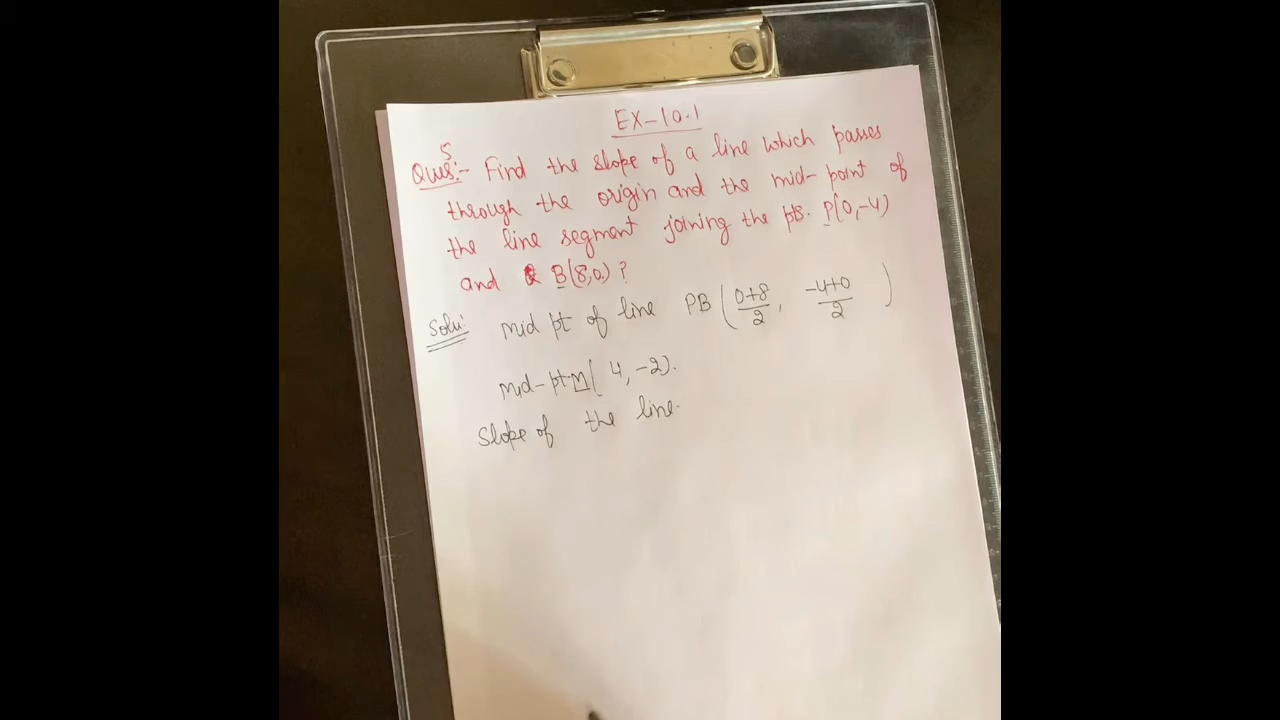 EX-10.1
5
Ques:- Find the slope of a line which passes
through the origin and the mid-point of
the line segment joining the pts. P(0,-4)
and B(8,0) ?
Solu: mid pt of line PB (0+8/2, -4+0/2)
mid-pt M( 4, -2).
Slope of the line.